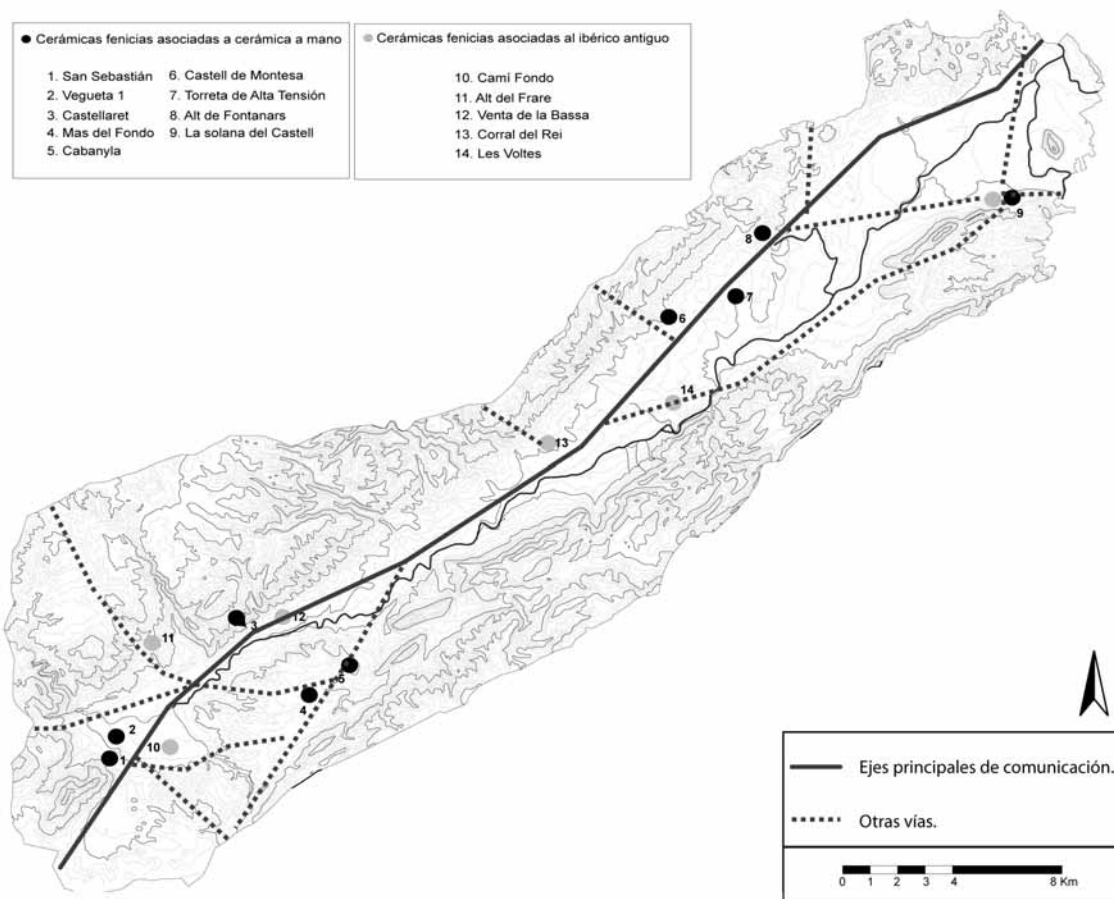 Cerámicas fenicias asociadas a cerámica a mano
1. San Sebastián
2. Vegueta 1
3. Castellaret
4. Mas del Fondo
5. Cabanyla
6. Castell de Montesa
7. Torreta de Alta Tensión
8. Alt de Fontanars
9. La solana del Castell
Cerámicas fenicias asociadas al ibérico antiguo
10. Camí Fondo
11. Alt del Frare
12. Venta de la Bassa
13. Corral del Rei
14. Les Voltes
9
8
7
6
14
13
12
3
11
5
4
2
10
1
Ejes principales de comunicación.
Otras vías.
0 1 2 3 4 8 Km